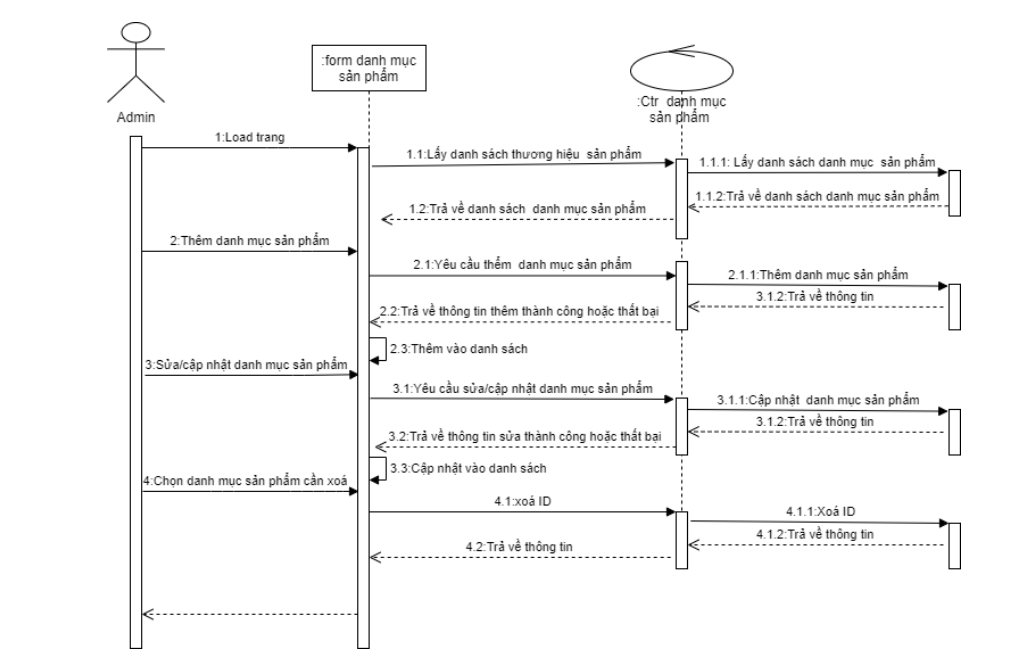 :form danh mục
sản phẩm
:Ctr danh mục
sản phẩm
Admin
1:Load trang
1.1:Lấy danh sách thương hiệu sản phẩm
1.1.1: Lấy danh sách danh mục sản phẩm
1.1.2:Trả về danh sách danh mục sản phẩm
1.2:Trả về danh sách danh mục sản phẩm
2:Thêm danh mục sản phẩm
2.1:Yêu cầu thểm danh mục sản phẩm
2.1.1:Thêm danh mục sản phẩm
3.1.2:Trả về thông tin
2.2:Trả về thông tin thêm thành công hoặc thất bại
2.3:Thêm vào danh sách
3:Sửa/cập nhật danh mục sản phẩm
3.1:Yêu cầu sửa/cập nhật danh mục sản phẩm
3.1.1:Cập nhật danh mục sản phẩm
3.1.2:Trả về thông tin
3.2:Trả về thông tin sửa thành công hoặc thất bại
3.3:Cập nhật vào danh sách
4:Chọn danh mục sản phẩm cần xoá
4.1:xoá ID
4.1.1:Xoá ID
4.1.2:Trả về thông tin
4.2:Trả về thông tin